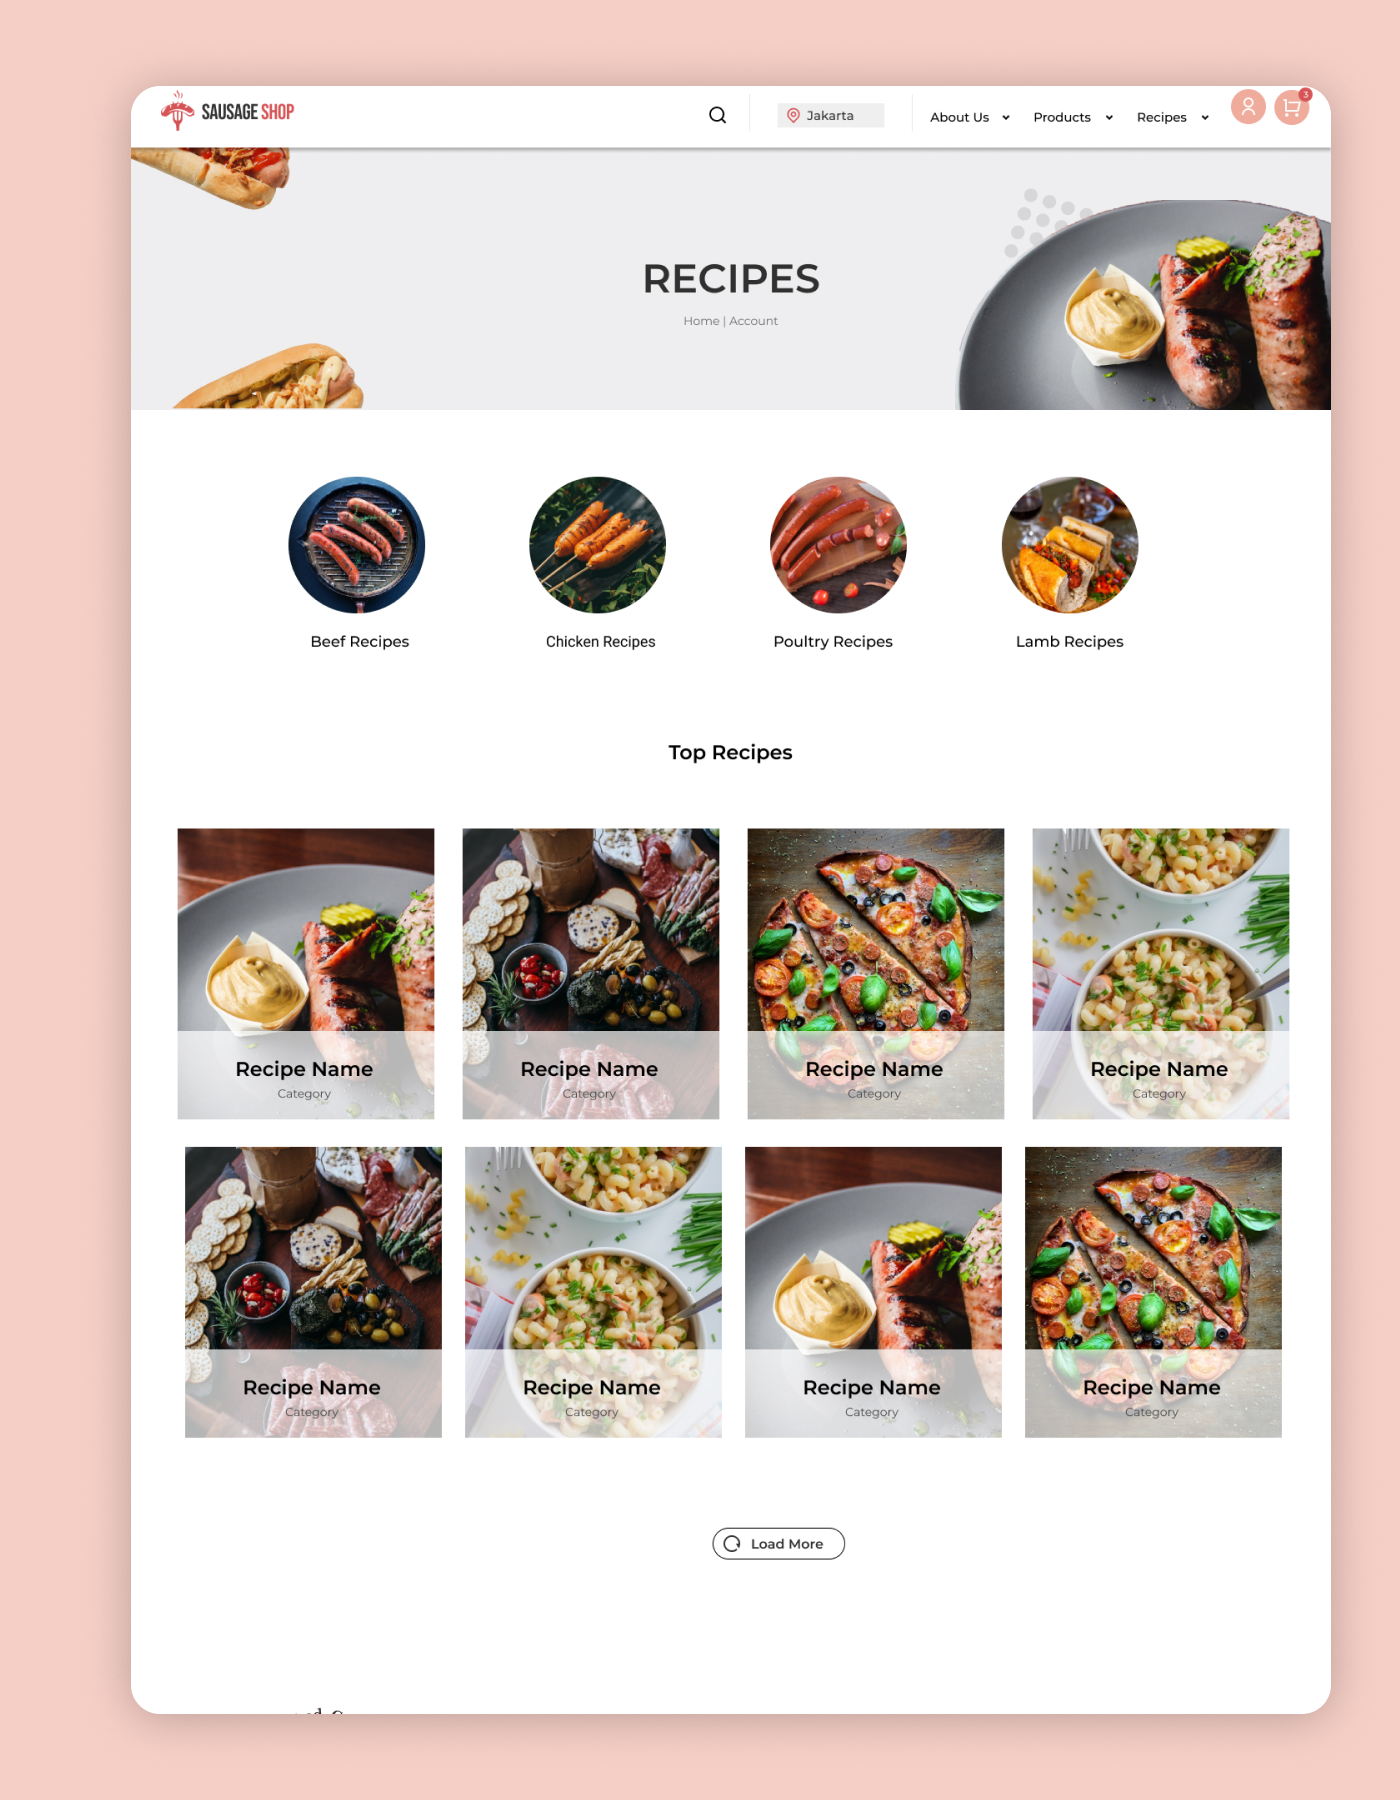 SAUSAGE SHOP
Jakarta
About Us
Products
Recipes
3
RECIPES
Home | Account
Beef Recipes
Chicken Recipes
Poultry Recipes
Lamb Recipes
Top Recipes
Recipe Name
Category
Recipe Name
Category
Recipe Name
Category
Recipe Name
Category
Recipe Name
Category
Recipe Name
Category
Recipe Name
Category
Recipe Name
Category
Load More